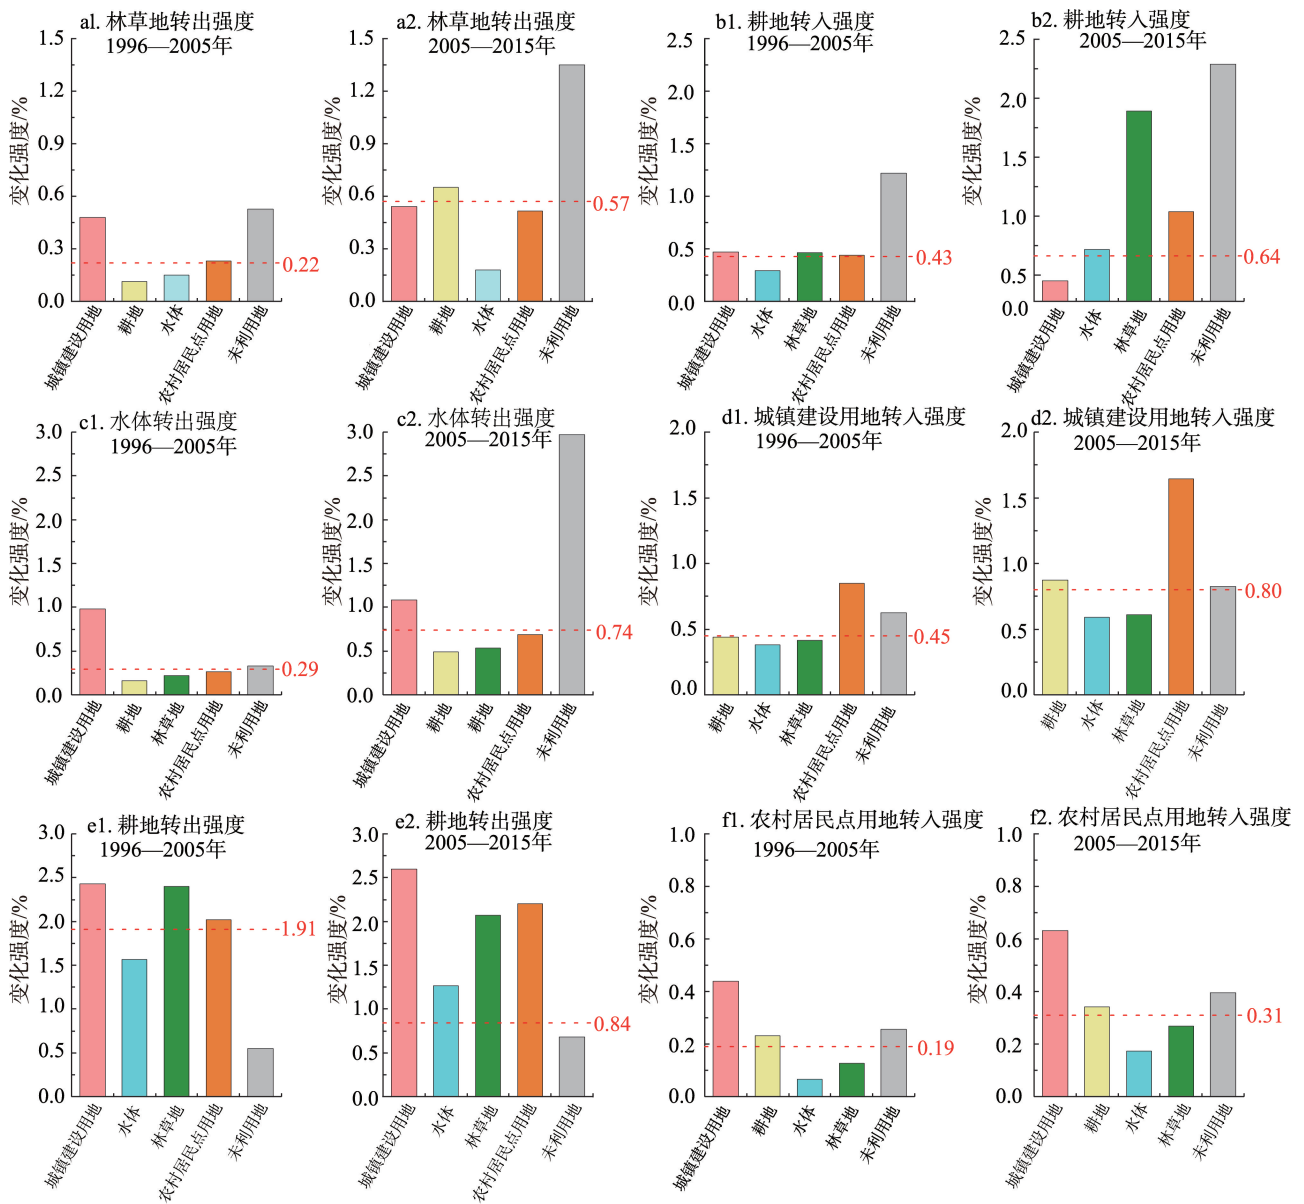 a1. 林草地转出强度
1996—2005年
变化强度/%
1.5
1.2
0.9
0.6
0.3
0.0
0.22
城镇建设用地
耕地
水体
农村居民点用地
未利用地
a2. 林草地转出强度
2005—2015年
变化强度/%
1.5
1.2
0.9
0.6
0.3
0.0
0.57
城镇建设用地
耕地
水体
农村居民点用地
未利用地
b1. 耕地转入强度
1996—2005年
变化强度/%
2.5
2.0
1.5
1.0
0.5
0.0
0.43
城镇建设用地
水体
林草地
农村居民点用地
未利用地
b2. 耕地转入强度
2005—2015年
变化强度/%
2.5
2.0
1.5
1.0
0.5
0.0
0.64
城镇建设用地
水体
林草地
农村居民点用地
未利用地
c1. 水体转出强度
1996—2005年
变化强度/%
3.0
2.5
2.0
1.5
1.0
0.5
0.0
0.29
城镇建设用地
耕地
林草地
农村居民点用地
未利用地
c2. 水体转出强度
2005—2015年
变化强度/%
3.0
2.5
2.0
1.5
1.0
0.5
0.0
0.74
城镇建设用地
耕地
耕地
农村居民点用地
未利用地
d1. 城镇建设用地转入强度
1996—2005年
变化强度/%
2.0
1.5
1.0
0.5
0.0
0.45
耕地
水体
林草地
农村居民点用地
未利用地
d2. 城镇建设用地转入强度
2005—2015年
变化强度/%
2.0
1.5
1.0
0.5
0.0
0.80
耕地
水体
林草地
农村居民点用地
未利用地
e1. 耕地转出强度
1996—2005年
变化强度/%
3.0
2.5
2.0
1.5
1.0
0.5
0.0
1.91
城镇建设用地
水体
林草地
农村居民点用地
未利用地
e2. 耕地转出强度
2005—2015年
变化强度/%
3.0
2.5
2.0
1.5
1.0
0.5
0.0
0.84
城镇建设用地
水体
林草地
农村居民点用地
未利用地
f1. 农村居民点用地转入强度
1996—2005年
变化强度/%
1.0
0.8
0.6
0.4
0.2
0.0
0.19
城镇建设用地
耕地
水体
林草地
未利用地
f2. 农村居民点用地转入强度
2005—2015年
变化强度/%
1.0
0.8
0.6
0.4
0.2
0.0
0.31
城镇建设用地
耕地
水体
林草地
未利用地